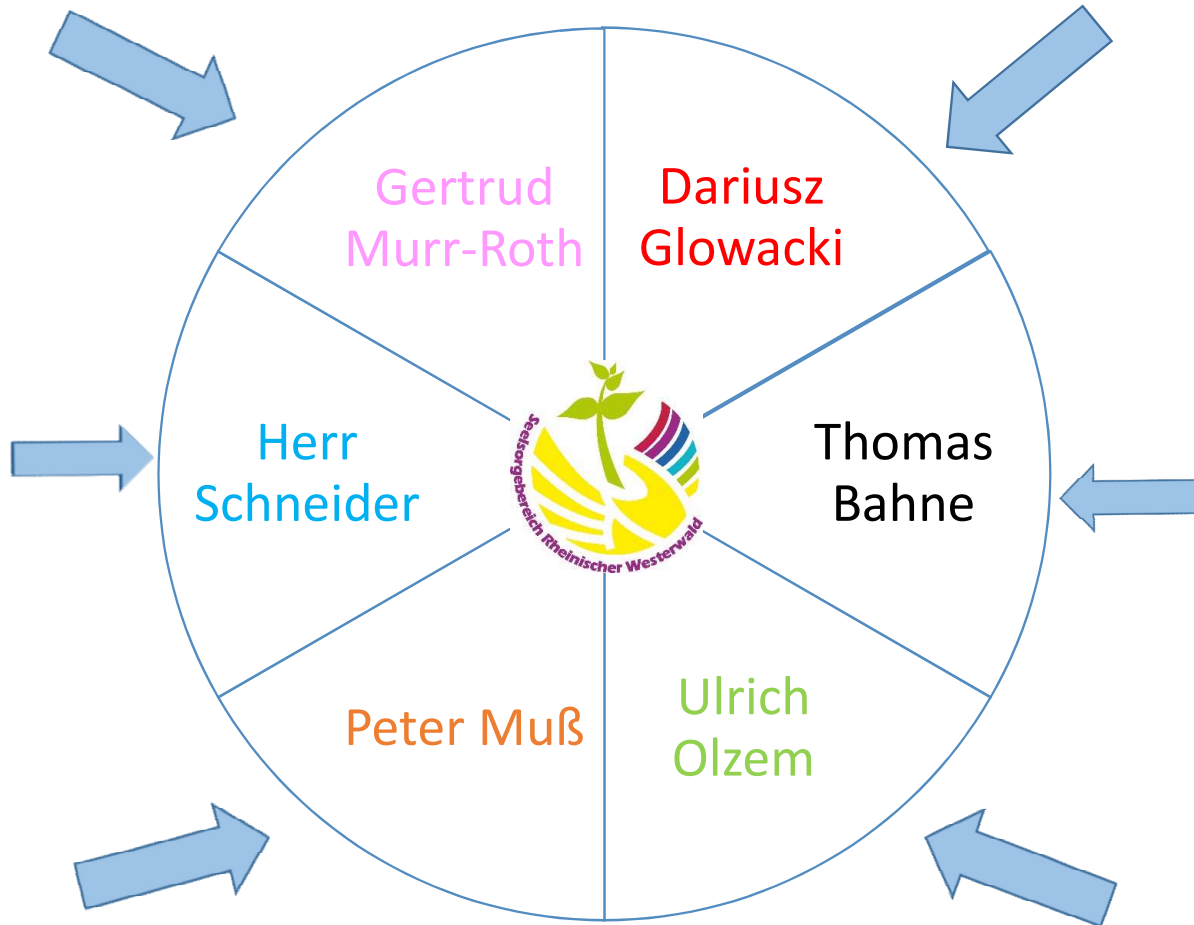 Gertrud
Murr-Roth
Dariusz
Glowacki
Herr
Schneider
Seelsorgebereich Rheinischer Westerwald
Thomas
Bahne
Peter Muß
Ulrich
Olzem